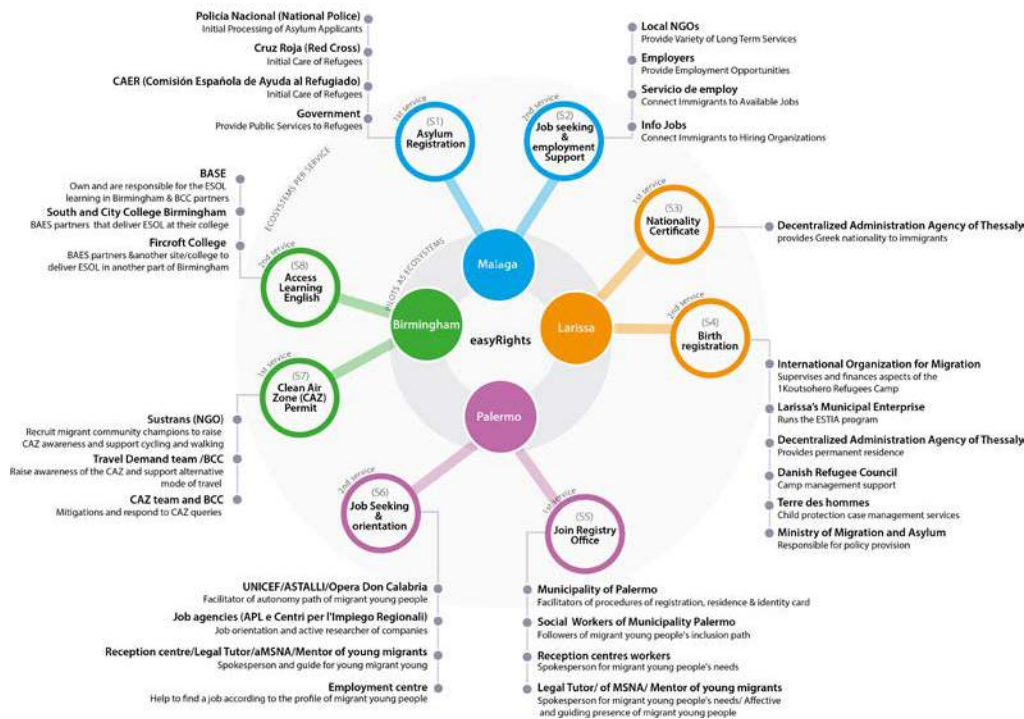 Policía Nacional (National Police)
Initial Processing of Asylum Applicants
Cruz Roja (Red Cross)
Initial Care of Refugees
CAER (Comisión Española de Ayuda al Refugiado)
Initial Care of Refugees
Government
Provide Public Services to Refugees
Local NGOs
Provide Variety of Long Term Services
Employers
Provide Employment Opportunities
Servicio de employ
Connect Immigrants to Available Jobs
Info Jobs
Connect Immigrants to Hiring Organizations
1st service
(S1)
Asylum
Registration
2nd service
(S2)
Job seeking
& employment
Support
ECOSYSTEMS PER SERVICE
PILOTS AS ECOSYSTEMS
BASE
Own and are responsible for the ESOL
learning in Birmingham & BCC partners
South and City College Birmingham
BAES partners that deliver ESOL at their college
Fircroft College
BAES partners &another site/college to
deliver ESOL in another part of Birmingham
2nd service
(S8)
Access
Learning
English
1st service
(S3)
Nationality
Certificate
Decentralized Administration Agency of Thessaly
provides Greek nationality to immigrants
Malaga
Birmingham
easyRights
Larissa
Palermo
2nd service
(S4)
Birth
registration
1st service
(S7)
Clean Air
Zone (CAZ)
Permit
Sustrans (NGO)
Recruit migrant community champions to raise
CAZ awareness and support cycling and walking
Travel Demand team /BCC
Raise awareness of the CAZ and support alternative
mode of travel
CAZ team and BCC
Mitigations and respond to CAZ queries
International Organization for Migration
Supervises and finances aspects of the
1Koutsohero Refugees Camp
Larissa's Municipal Enterprise
Runs the ESTIA program
Decentralized Administration Agency of Thessaly
Provides permanent residence
Danish Refugee Council
Camp management support
Terre des hommes
Child protection case management services
Ministry of Migration and Asylum
Responsible for policy provision
2nd service
(S6)
Job Seeking
& orientation
1st service
(S5)
Join Registry
Office
UNICEF/ASTALLI/Opera Don Calabria
Facilitator of autonomy path of migrant young people
Job agencies (APL e Centri per l'Impiego Regionali)
Job orientation and active researcher of companies
Reception centre/Legal Tutor/aMSNA/Mentor of young migrants
Spokesperson and guide for young migrant young
Employment centre
Help to find a job according to the profile of migrant young people
Municipality of Palermo
Facilitators of procedures of registration, residence & identity card
Social Workers of Municipality Palermo
Followers of migrant young people's inclusion path
Reception centres workers
Spokesperson for migrant young people's needs
Legal Tutor/ of MSNA/ Mentor of young migrants
Spokesperson for migrant young people's needs/ Affective
and guiding presence of migrant young people